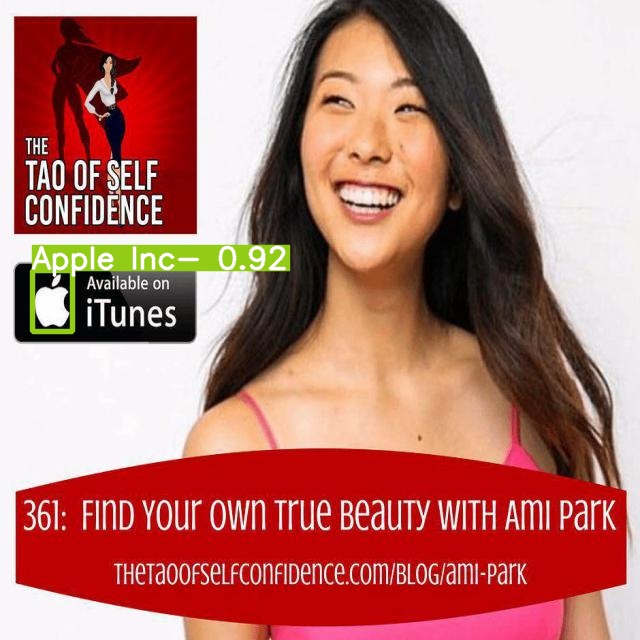 THE
TAO OF SELF
CONFIDENCE
Apple Inc– 0.92
Available on
iTunes
361: FIND YOUR OWN TRUE BEAUTY WITH AMI PARK
THETAOOFSELFCONFIDENCE.COM/BLOG/AMI-PARK